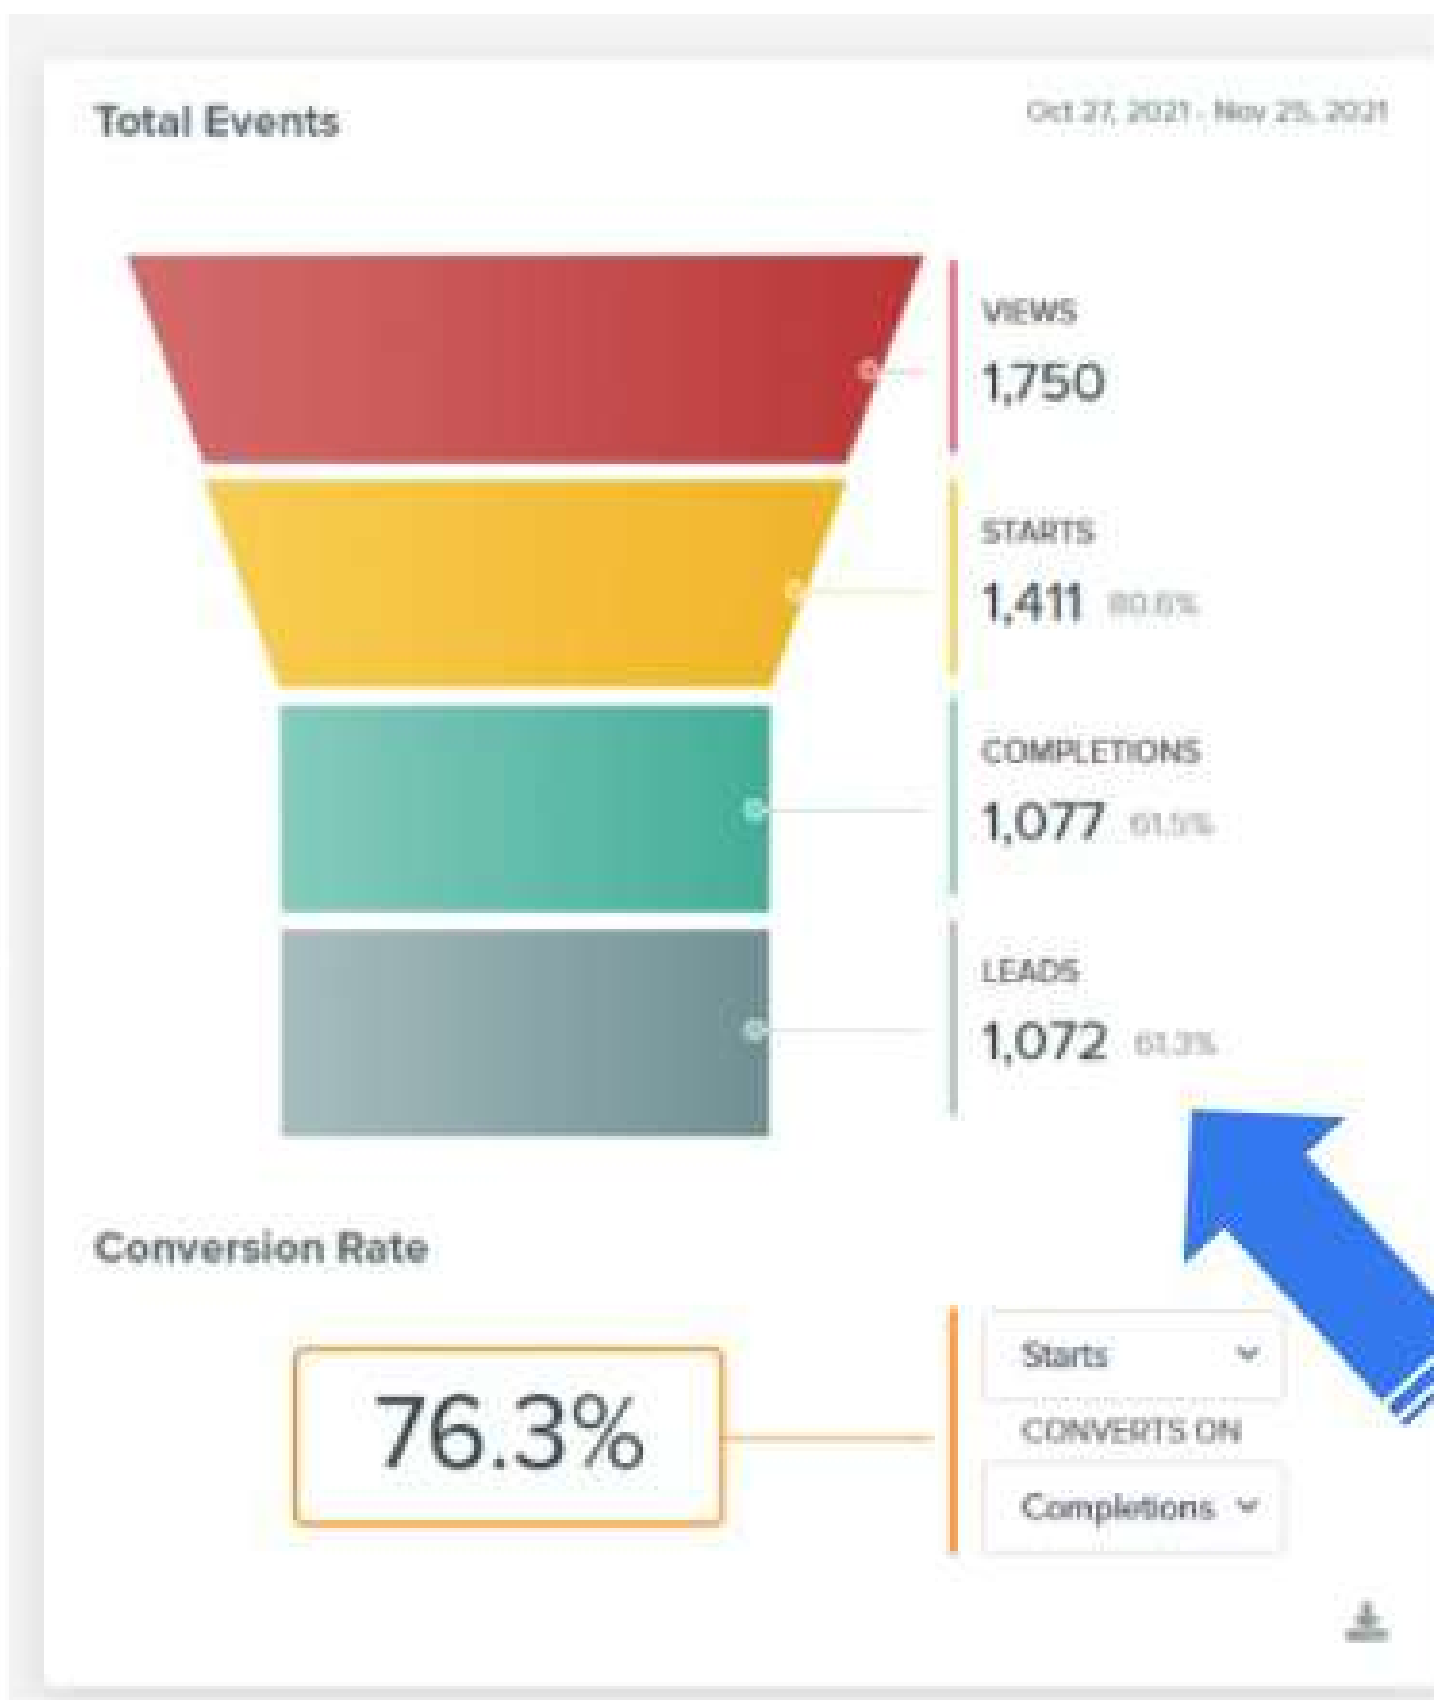 Total Events
Oct 27, 2021 - Nov 25, 2021
VIEWS
1,750
STARTS
1,411 80.6%
COMPLETIONS
1,077 61.5%
LEADS
1,072 61.3%
Conversion Rate
76.3%
Starts
CONVERTS ON
Completions